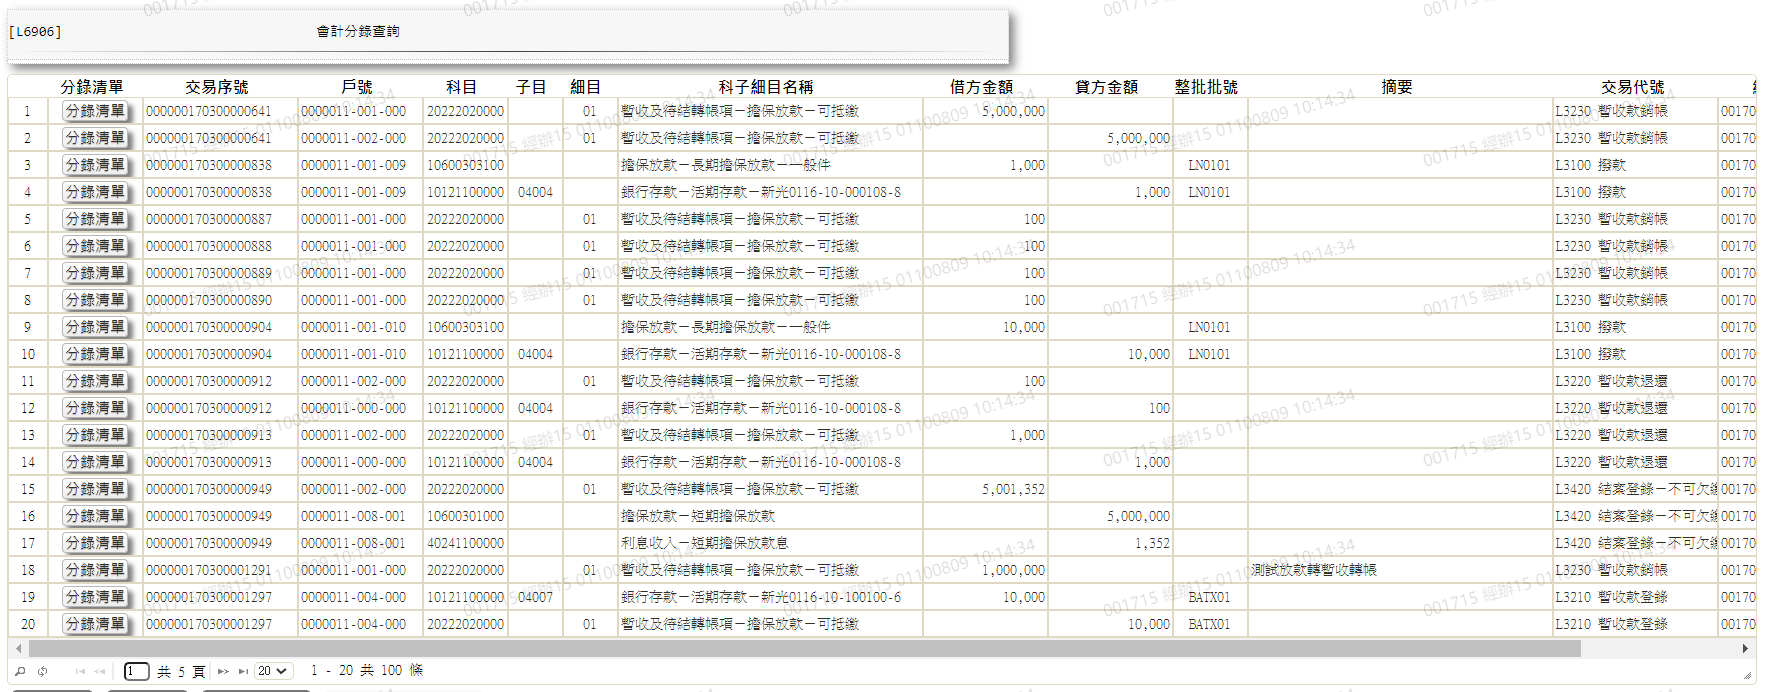 [L6906] 會計分錄查詢
分錄清單 交易序號 戶號 科目 子目 細目 科子細目名稱 借方金額 貸方金額 整批批號 摘要 交易代號
1 分錄清單 000000170300000641 0000011-001-000 20222020000 01 暫收及待結轉帳項－擔保放款－可抵繳 5,000,000 L3230 暫收款銷帳 00170
2 分錄清單 000000170300000641 0000011-002-000 20222020000 01 暫收及待結轉帳項－擔保放款－可抵繳 5,000,000 L3230 暫收款銷帳 00170
3 分錄清單 000000170300000838 0000011-001-009 10600303100 擔保放款－長期擔保放款－一般件 1,000 LN0101 L3100 撥款 00170
4 分錄清單 000000170300000838 0000011-001-009 10121100000 04004 銀行存款－活期存款－新光0116-10-000108-8 1,000 LN0101 L3100 撥款 00170
5 分錄清單 000000170300000887 0000011-001-000 20222020000 01 暫收及待結轉帳項－擔保放款－可抵繳 100 L3230 暫收款銷帳 00170
6 分錄清單 000000170300000888 0000011-001-000 20222020000 01 暫收及待結轉帳項－擔保放款－可抵繳 100 L3230 暫收款銷帳 00170
7 分錄清單 000000170300000889 0000011-001-000 20222020000 01 暫收及待結轉帳項－擔保放款－可抵繳 100 L3230 暫收款銷帳 00170
8 分錄清單 000000170300000890 0000011-001-000 20222020000 01 暫收及待結轉帳項－擔保放款－可抵繳 100 L3230 暫收款銷帳 00170
9 分錄清單 000000170300000904 0000011-001-010 10600303100 擔保放款－長期擔保放款－一般件 10,000 LN0101 L3100 撥款 00170
10 分錄清單 000000170300000904 0000011-001-010 10121100000 04004 銀行存款－活期存款－新光0116-10-000108-8 10,000 LN0101 L3100 撥款 00170
11 分錄清單 000000170300000912 0000011-002-000 20222020000 01 暫收及待結轉帳項－擔保放款－可抵繳 100 L3220 暫收款退還 00170
12 分錄清單 000000170300000912 0000011-000-000 10121100000 04004 銀行存款－活期存款－新光0116-10-000108-8 100 L3220 暫收款退還 00170
13 分錄清單 000000170300000913 0000011-002-000 20222020000 01 暫收及待結轉帳項－擔保放款－可抵繳 1,000 L3220 暫收款退還 00170
14 分錄清單 000000170300000913 0000011-000-000 10121100000 04004 銀行存款－活期存款－新光0116-10-000108-8 1,000 L3220 暫收款退還 00170
15 分錄清單 000000170300000949 0000011-002-000 20222020000 01 暫收及待結轉帳項－擔保放款－可抵繳 5,001,352 L3420 結案登錄－不可欠繳 00170
16 分錄清單 000000170300000949 0000011-008-001 10600301000 擔保放款－短期擔保放款 5,000,000 L3420 結案登錄－不可欠繳 00170
17 分錄清單 000000170300000949 0000011-008-001 40241100000 利息收入－短期擔保放款息 1,352 L3420 結案登錄－不可欠繳 00170
18 分錄清單 000000170300001291 0000011-001-000 20222020000 01 暫收及待結轉帳項－擔保放款－可抵繳 1,000,000 測試放款轉暫收轉帳 L3230 暫收款銷帳 00170
19 分錄清單 000000170300001297 0000011-004-000 10121100000 04007 銀行存款－活期存款－新光0116-10-100100-6 10,000 BATX01 L3210 暫收款登錄 00170
20 分錄清單 000000170300001297 0000011-004-000 20222020000 01 暫收及待結轉帳項－擔保放款－可抵繳 10,000 BATX01 L3210 暫收款登錄 00170
1 共 5 頁 20 1 - 20 共 100 條
001715 經辦15 01100809 10:14:34